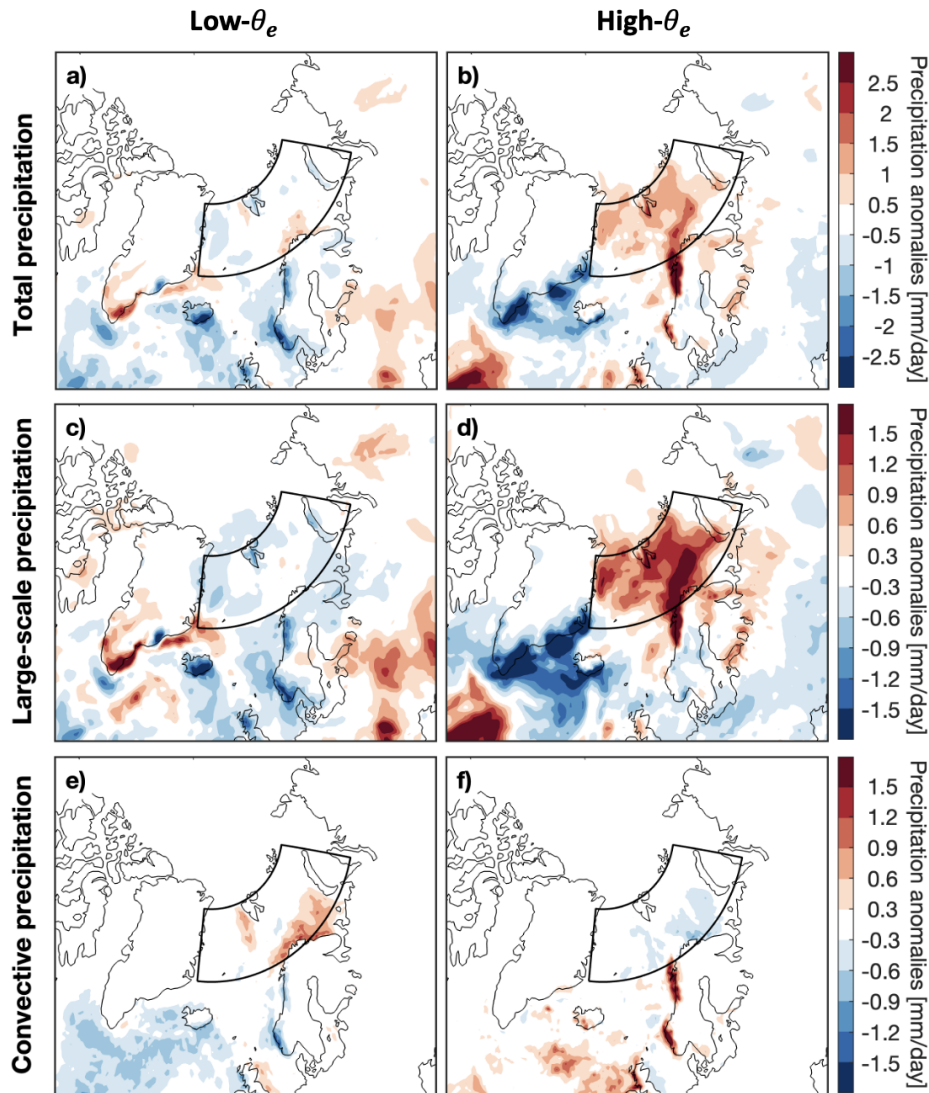 Low-θₑ
High-θₑ
Total precipitation
a)
b)
2.5
2
1.5
1
0.5
-0.5
-1
-1.5
-2
-2.5
Precipitation anomalies [mm/day]
Large-scale precipitation
c)
d)
1.5
1.2
0.9
0.6
0.3
-0.3
-0.6
-0.9
-1.2
-1.5
Precipitation anomalies [mm/day]
Convective precipitation
e)
f)
1.5
1.2
0.9
0.6
0.3
-0.3
-0.6
-0.9
-1.2
-1.5
Precipitation anomalies [mm/day]